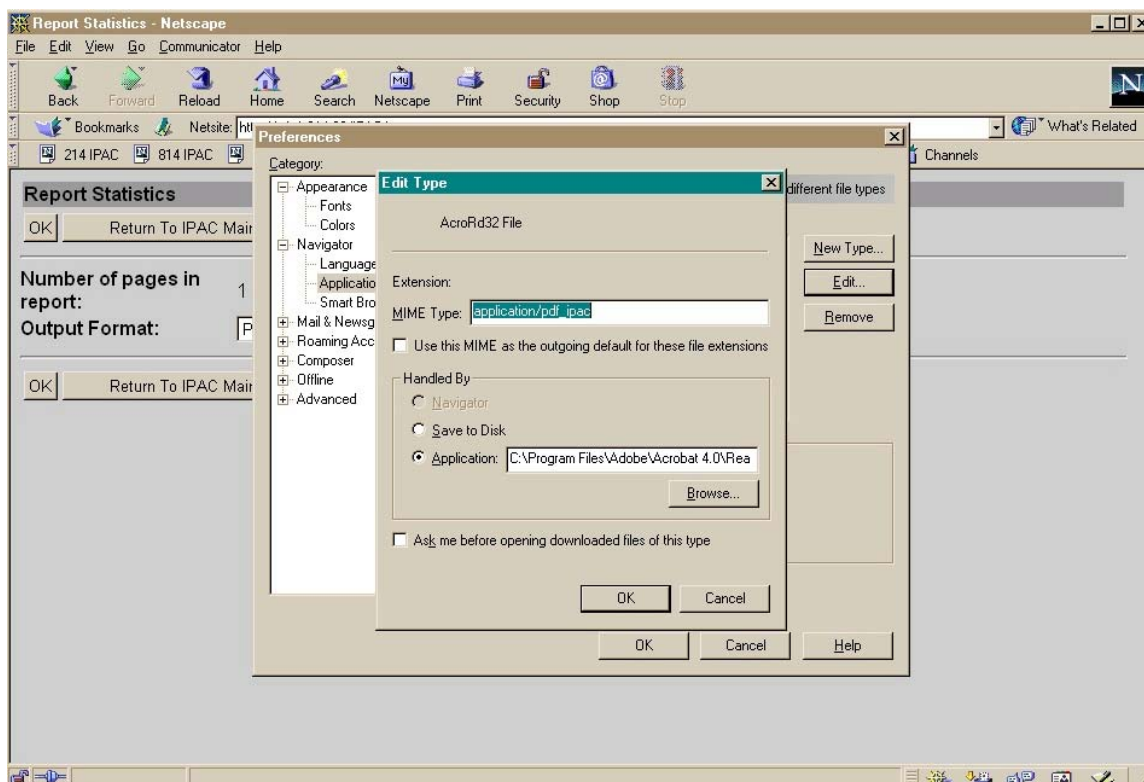 Report Statistics - Netscape
File Edit View Go Communicator Help
Back Forward Reload Home Search Netscape Print Security Shop Stop
My
N
Bookmarks Netsite: What's Related
214 IPAC 814 IPAC Channels
Report Statistics
OK Return To IPAC Mair
Number of pages in report: 1
Output Format: P
OK Return To IPAC Mair
Preferences
Category:
Appearance
Fonts
Colors
Navigator
Language
Applicatio
Smart Bro
Mail & Newsg
Roaming Acc
Composer
Offline
Advanced
different file types
New Type...
Edit...
Remove
Edit Type
AcroRd32 File
Extension:
MIME Type: application/pdf_ipac
Use this MIME as the outgoing default for these file extensions
Handled By
Navigator
Save to Disk
Application: C:\Program Files\Adobe\Acrobat 4.0\Rea
Browse...
Ask me before opening downloaded files of this type
OK Cancel
OK Cancel Help